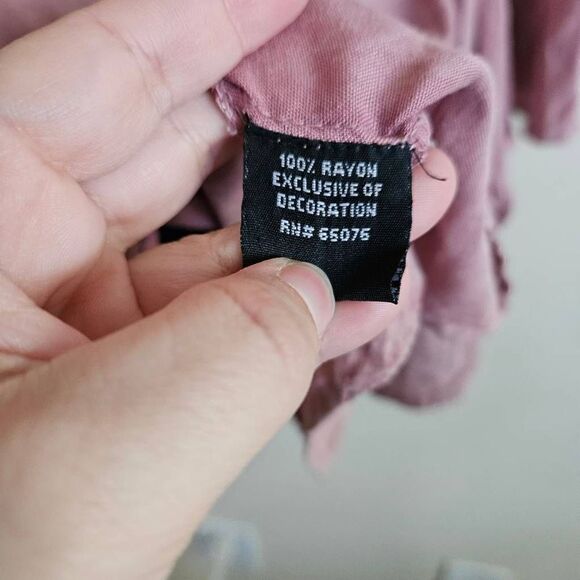 100% RAYON
EXCLUSIVE OF
DECORATION
RN# 65076